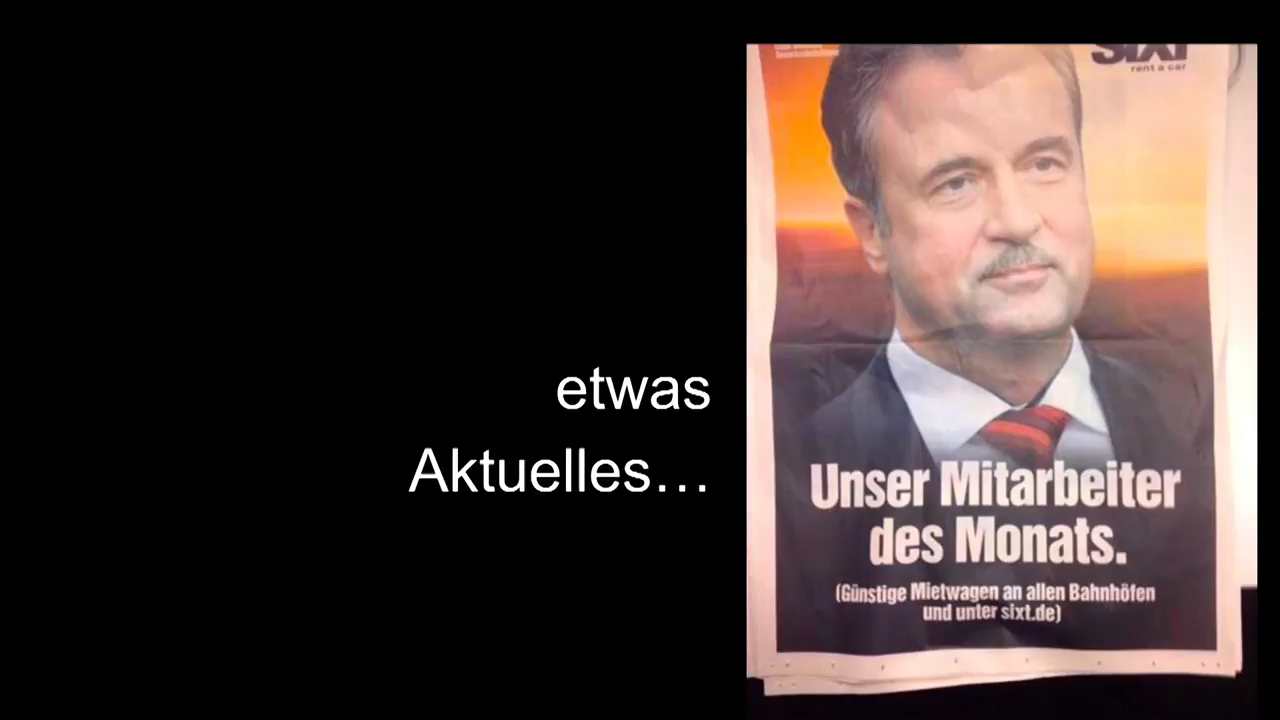 etwas
Aktuelles…
sixt
rent a car
Unser Mitarbeiter
des Monats.
(Günstige Mietwagen an allen Bahnhöfen
und unter sixt.de)